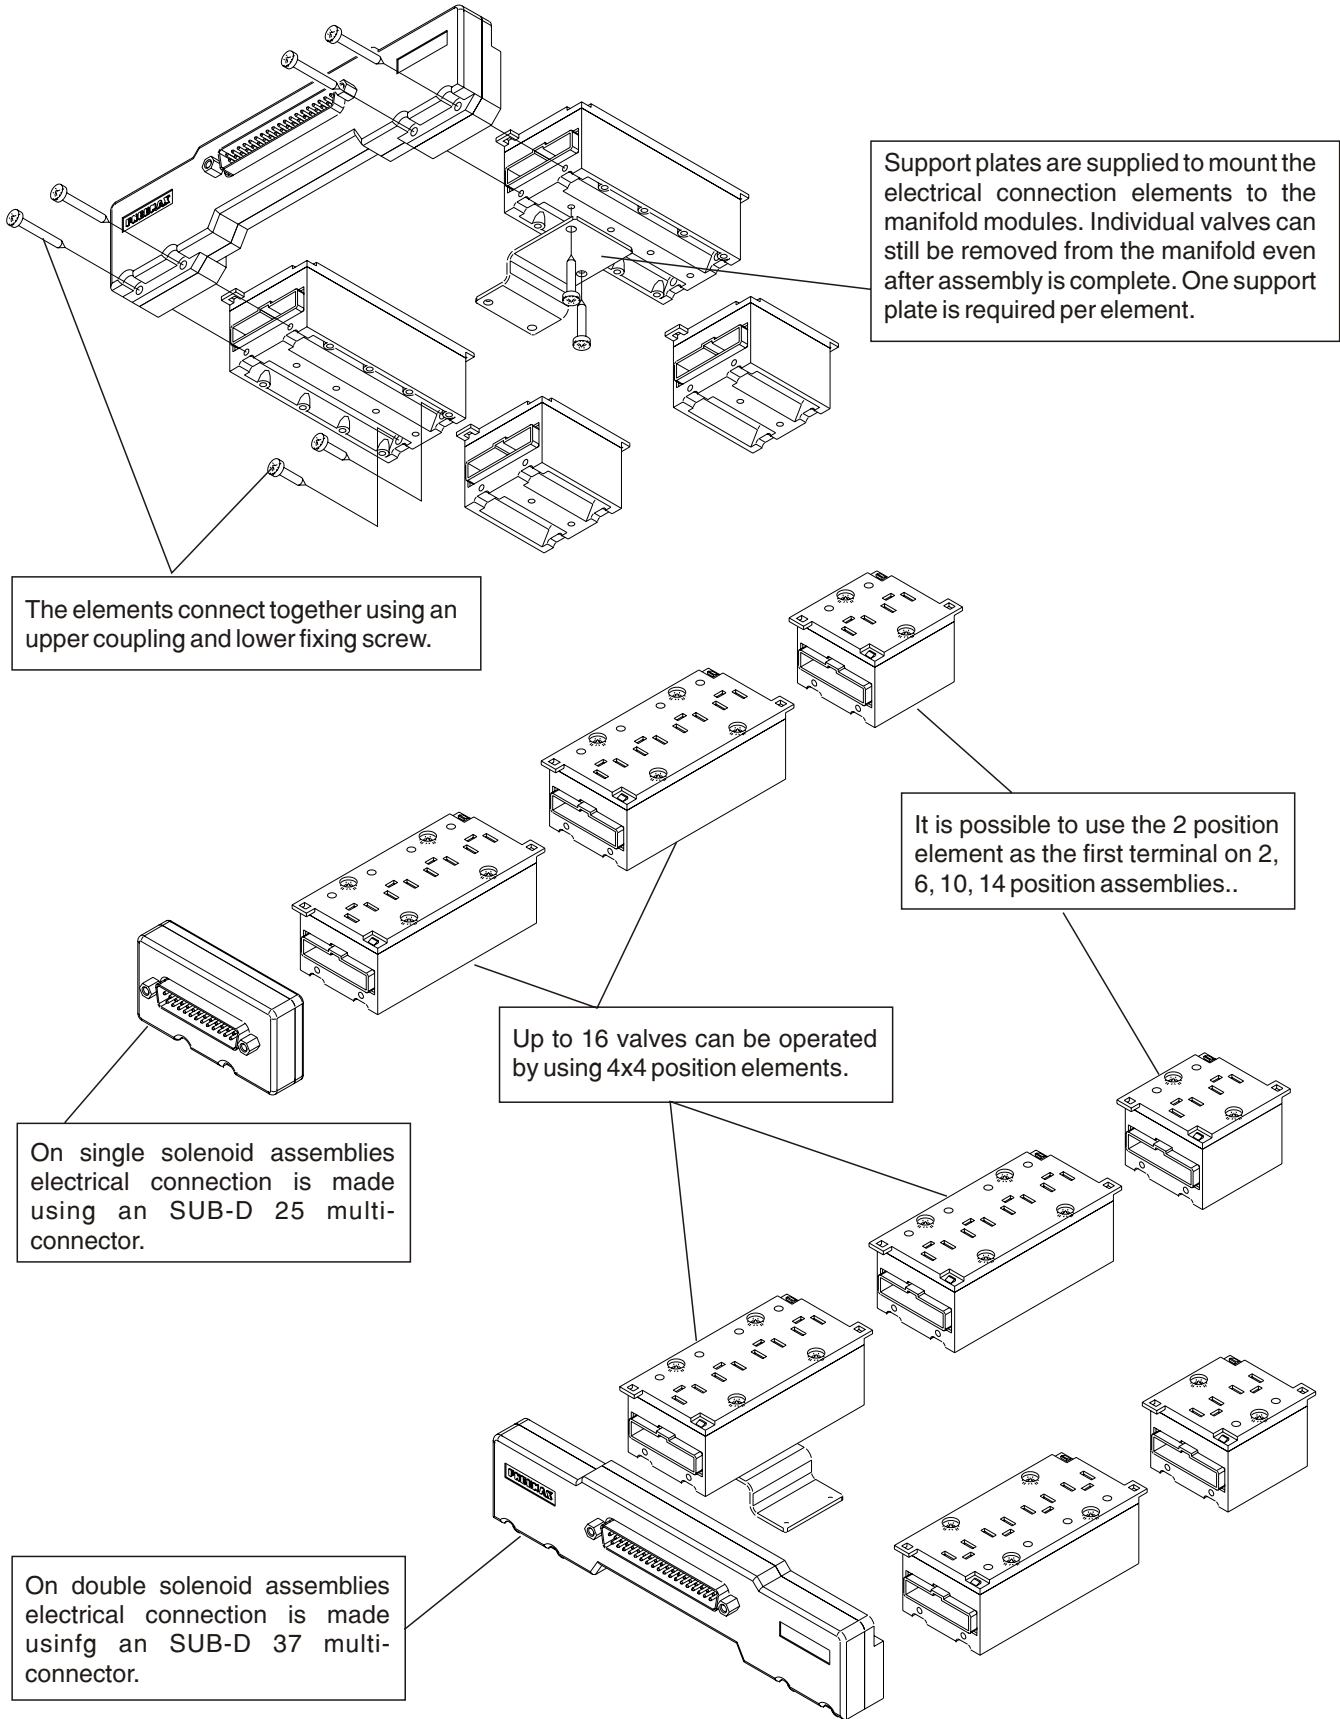 PNEUMAX
Support plates are supplied to mount the
electrical connection elements to the
manifold modules. Individual valves can
still be removed from the manifold even
after assembly is complete. One support
plate is required per element.
The elements connect together using an
upper coupling and lower fixing screw.
It is possible to use the 2 position
element as the first terminal on 2,
6, 10, 14 position assemblies..
Up to 16 valves can be operated
by using 4x4 position elements.
On single solenoid assemblies
electrical connection is made
using an SUB-D 25 multi-
connector.
PNEUMAX
On double solenoid assemblies
electrical connection is made
usinfg an SUB-D 37 multi-
connector.